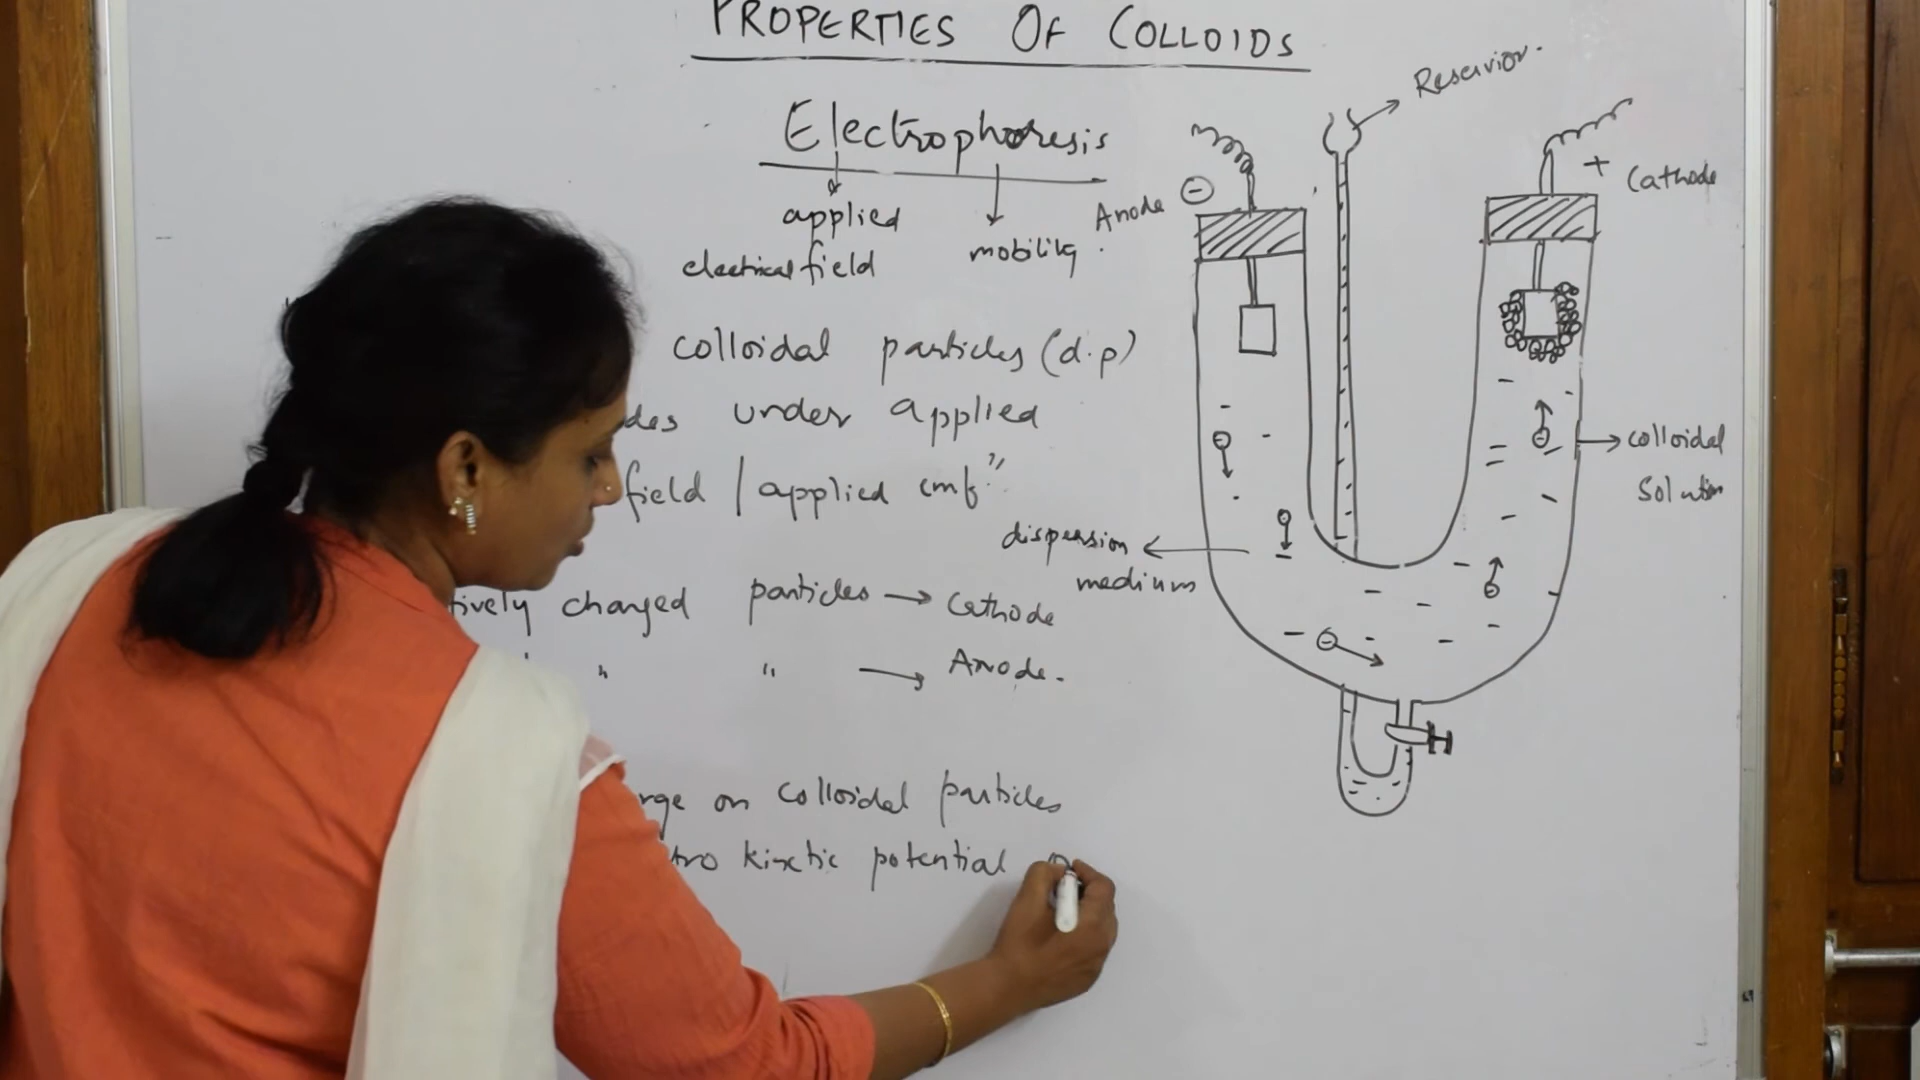 PROPERTIES OF COLLOIDS
Electrophoresis
applied
electrical field
mobility.
colloidal particles (d.p)
des under applied
field / applied emf"
tively charged particles → Cathode
" " → Anode.
rge on colloidal particles
tro kinetic potential
Reservior.
Anode -
+ Cathode
colloidal
Solution
dispersion
medium